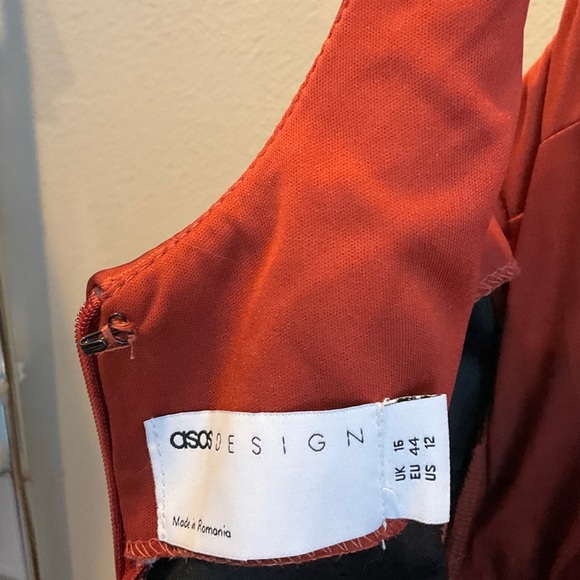 asos DESIGN
Made in Romania
UK 16
EU 44
US 12